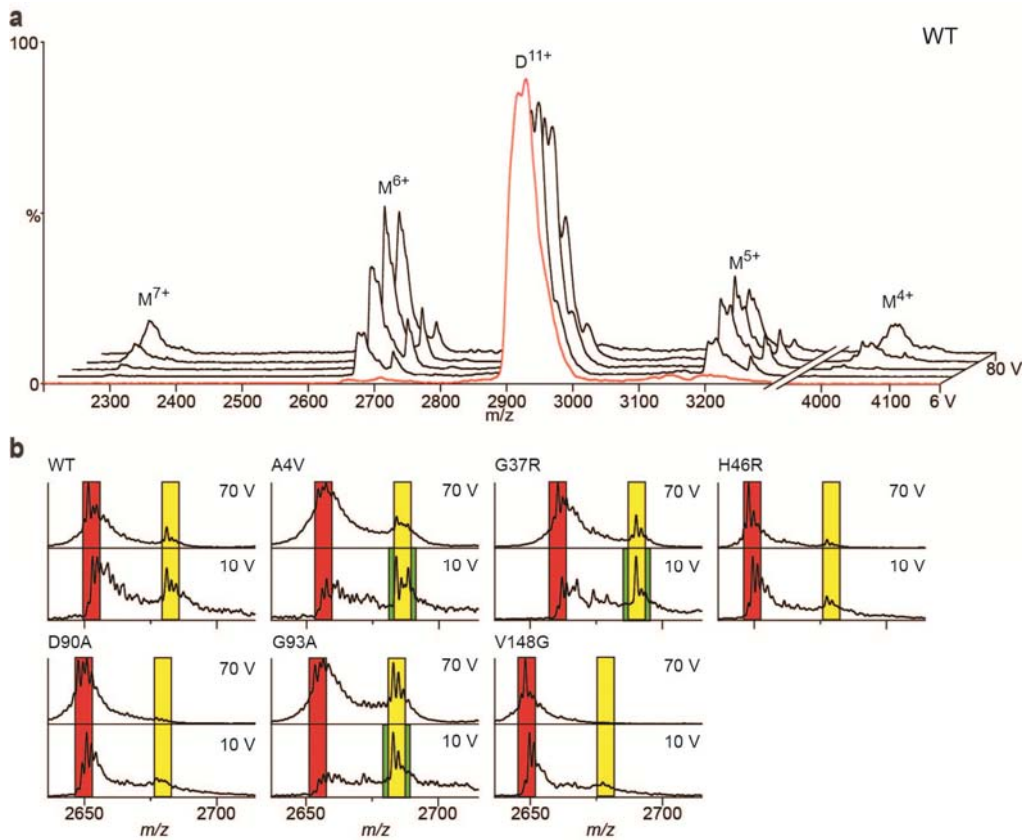 a
WT
100
%
0
M7+
M6+
D11+
M5+
M4+
2300 2400 2500 2600 2700 2800 2900 3000 3100 3200 4000 4100 6 V
80 V
m/z
b
WT A4V G37R H46R
70 V 70 V 70 V 70 V
10 V 10 V 10 V 10 V
D90A G93A V148G
70 V 70 V 70 V
10 V 10 V 10 V
2650 2700 2650 2700 2650 2700
m/z m/z m/z